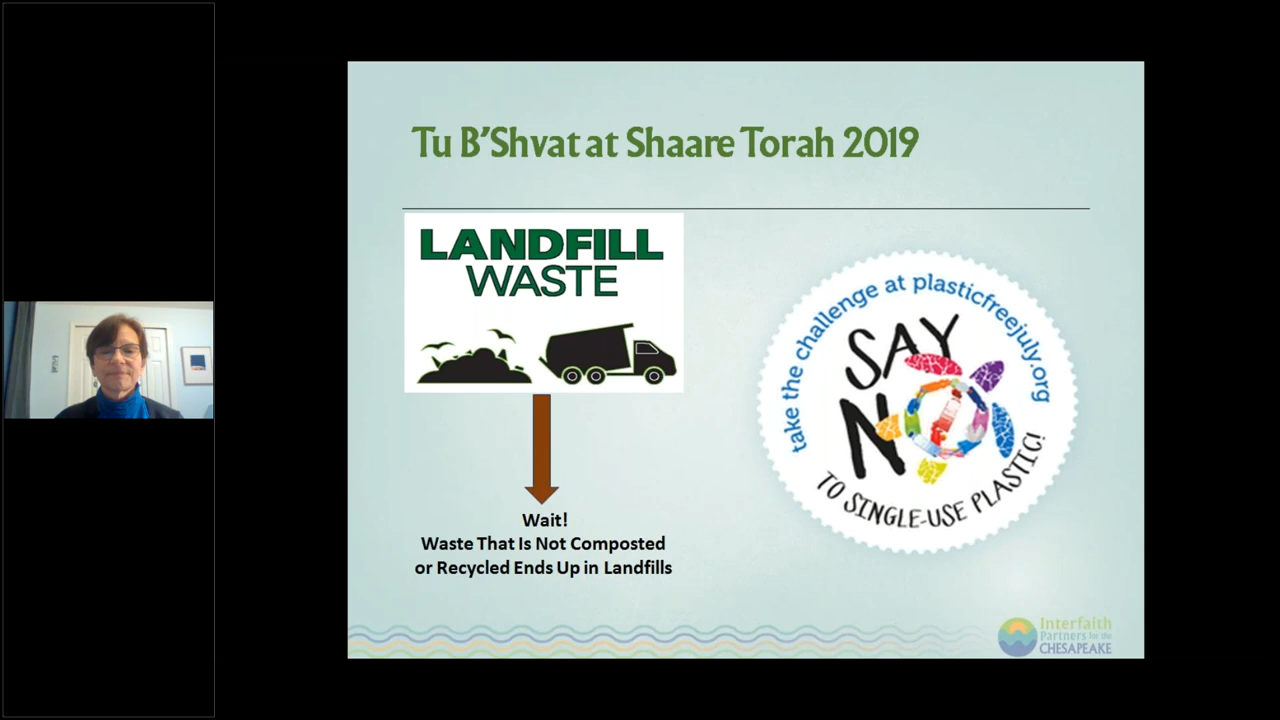 Tu B'Shvat at Shaare Torah 2019
LANDFILL
WASTE
Wait!
Waste That Is Not Composted
or Recycled Ends Up in Landfills
take the challenge at plasticfreejuly.org
SAY
NO
TO SINGLE-USE PLASTIC!
Interfaith
Partners for the
CHESAPEAKE